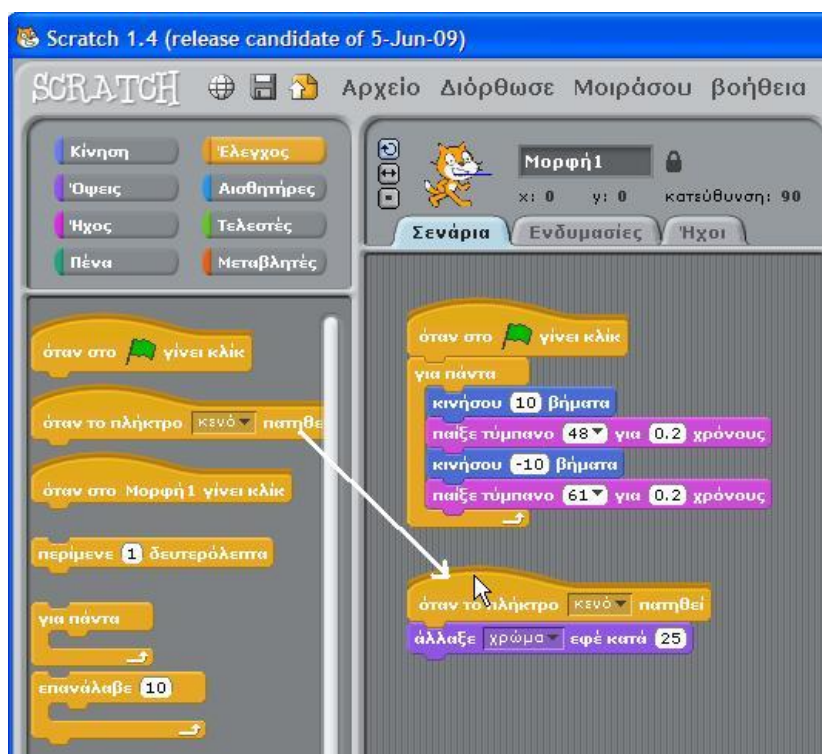 Scratch 1.4 (release candidate of 5-Jun-09)
SCRATCH Αρχείο Διόρθωσε Μοιράσου βοήθεια
Κίνηση Έλεγχος
Όψεις Αισθητήρες
Ήχος Τελεστές
Πένα Μεταβλητές
Μορφή1
x: 0 y: 0 κατεύθυνση: 90
Σενάρια Ενδυμασίες Ήχοι
όταν στο γίνει κλίκ
όταν το πλήκτρο κενό πατηθε
όταν στο Μορφή1 γίνει κλίκ
περίμενε 1 δευτερόλεπτα
για πάντα
επανάλαβε 10
όταν στο γίνει κλίκ
για πάντα
κινήσου 10 βήματα
παίξε τύμπανο 48 για 0.2 χρόνους
κινήσου -10 βήματα
παίξε τύμπανο 61 για 0.2 χρόνους
όταν το πλήκτρο κενό πατηθεί
άλλαξε χρώμα εφέ κατά 25